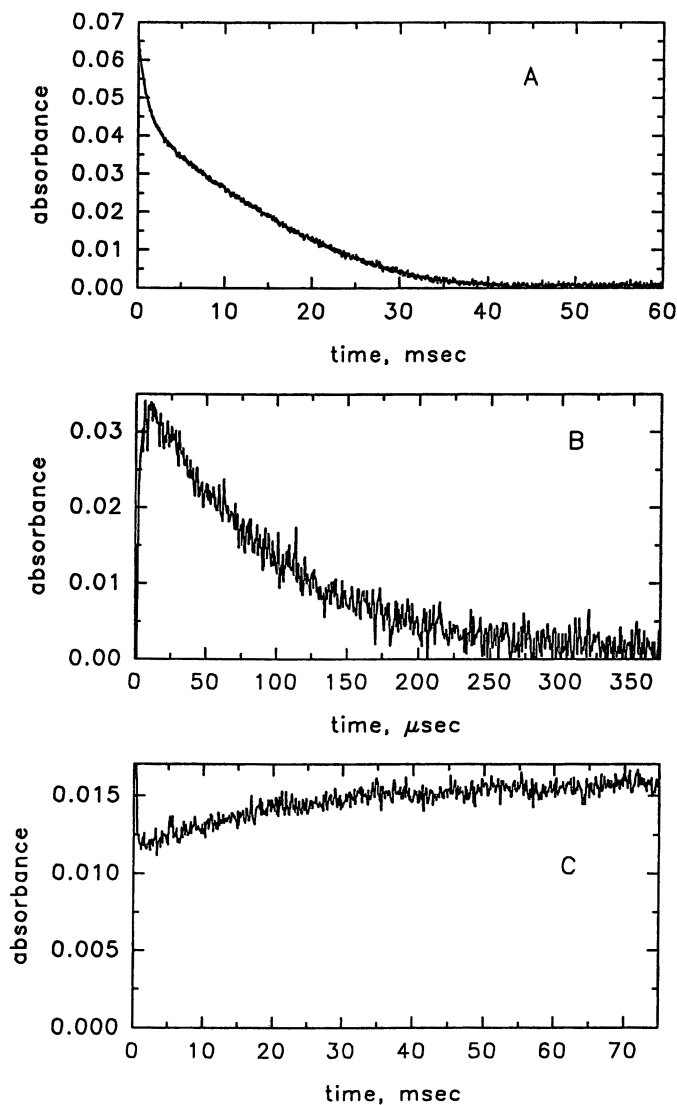 0.07
0.06
0.05
0.04
0.03
0.02
0.01
0.00
absorbance
A
0 10 20 30 40 50 60
time, msec
0.03
0.02
0.01
0.00
absorbance
B
0 50 100 150 200 250 300 350
time, μsec
0.015
0.010
0.005
0.000
absorbance
C
0 10 20 30 40 50 60 70
time, msec